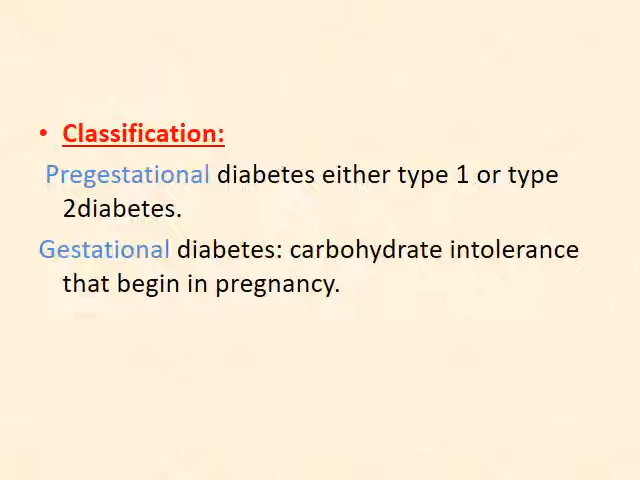 • Classification:
Pregestational diabetes either type 1 or type
2diabetes.
Gestational diabetes: carbohydrate intolerance
that begin in pregnancy.